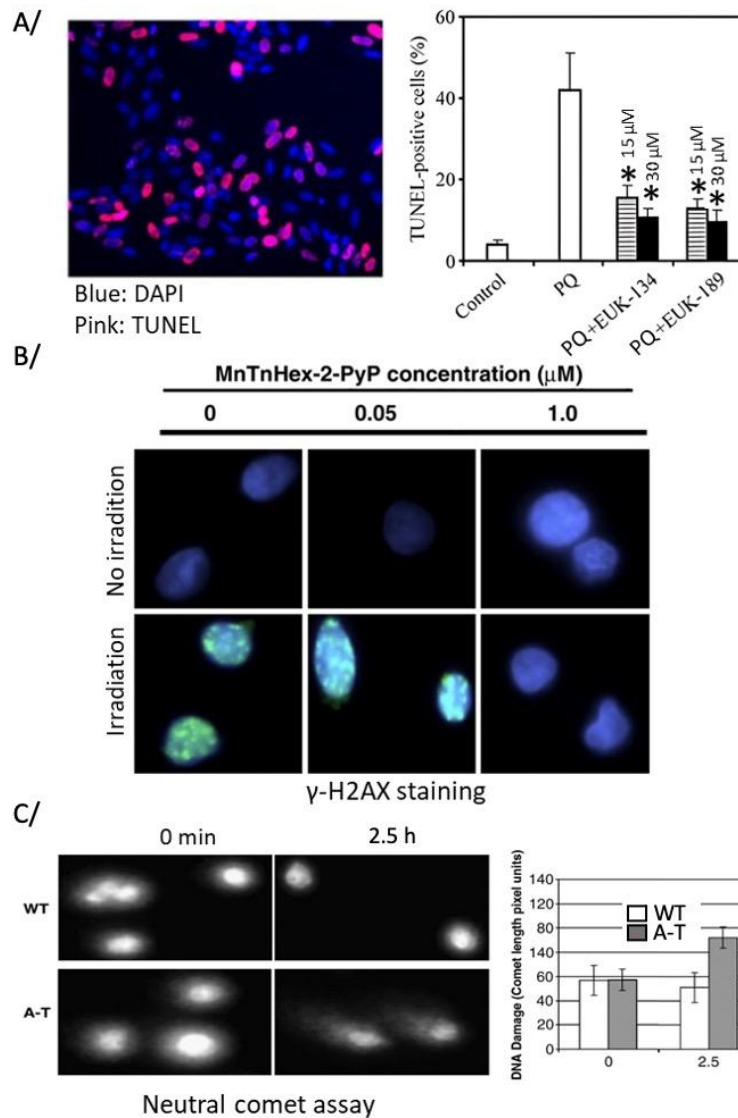 A/
TUNEL-positive cells (%)
60
40
20
0
* 15 µM
* 30 µM
* 15 µM
* 30 µM
Control
PQ
PQ+EUK-134
PQ+EUK-189
Blue: DAPI
Pink: TUNEL
B/
MnTnHex-2-PyP concentration (µM)
0 0.05 1.0
No irradition
Irradiation
γ-H2AX staining
C/
0 min 2.5 h
WT
A-T
DNA Damage (Comet length pixel units)
140
120
80
140
60
60
40
20
0
WT
A-T
0 2.5
Neutral comet assay